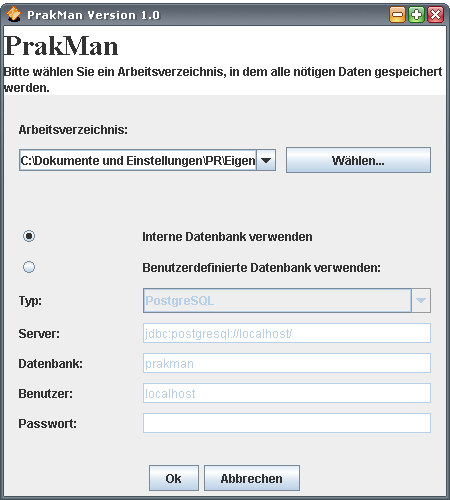 PrakMan Version 1.0
PrakMan
Bitte wählen Sie ein Arbeitsverzeichnis, in dem alle nötigen Daten gespeichert
werden.
Arbeitsverzeichnis:
C:\Dokumente und Einstellungen\PR\Eigen Wählen...
Interne Datenbank verwenden
Benutzerdefinierte Datenbank verwenden:
Typ: PostgreSQL
Server: jdbc:postgresql://localhost/
Datenbank: prakman
Benutzer: localhost
Passwort:
Ok Abbrechen